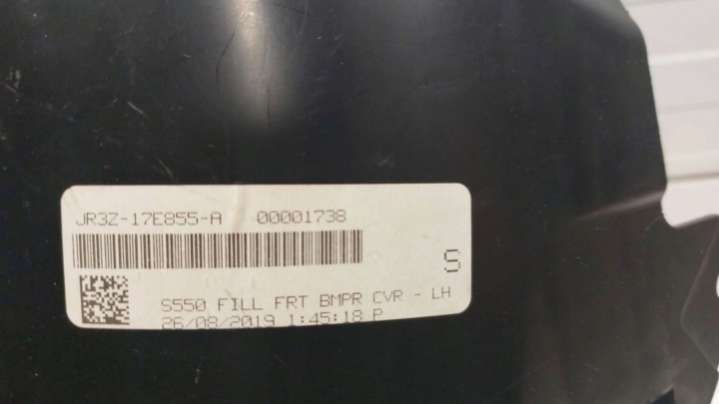 JR3Z-17E855-A 00001738
S
S550 FILL FRT BMPR CVR - LH
26/08/2019 1:45:18 P